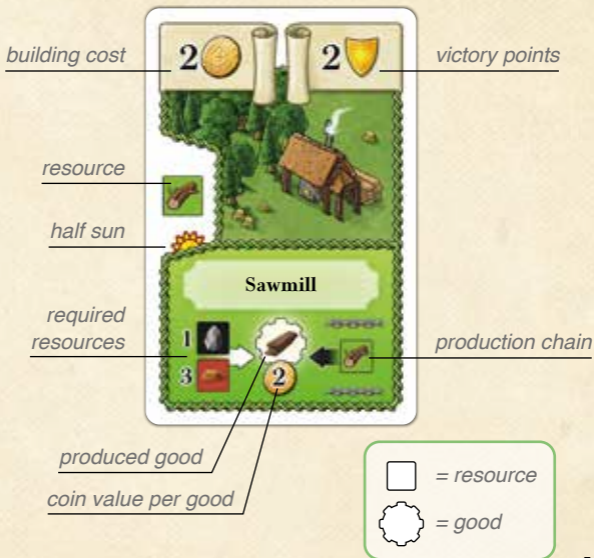 2 2
building cost
victory points
resource
half sun
Sawmill
required
resources
1
3
2
production chain
produced good
coin value per good
= resource
= good